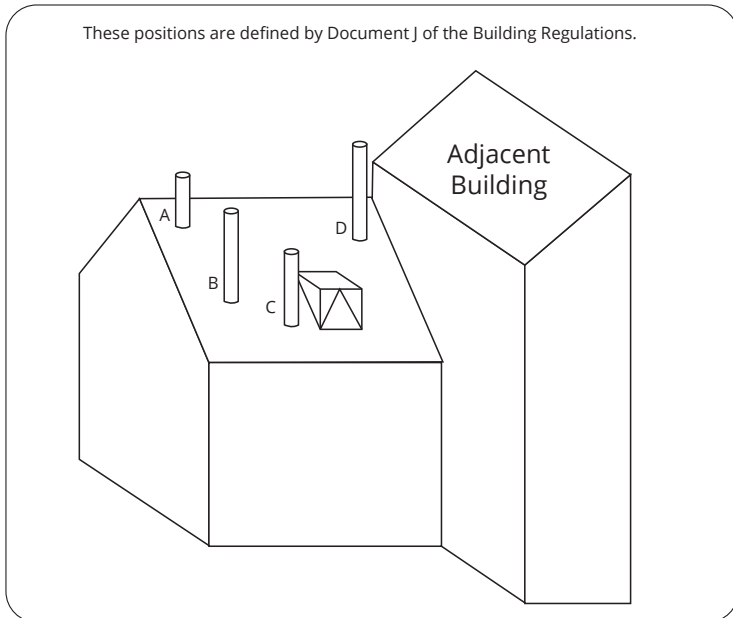 These positions are defined by Document J of the Building Regulations.
Adjacent
Building
A
D
B
C